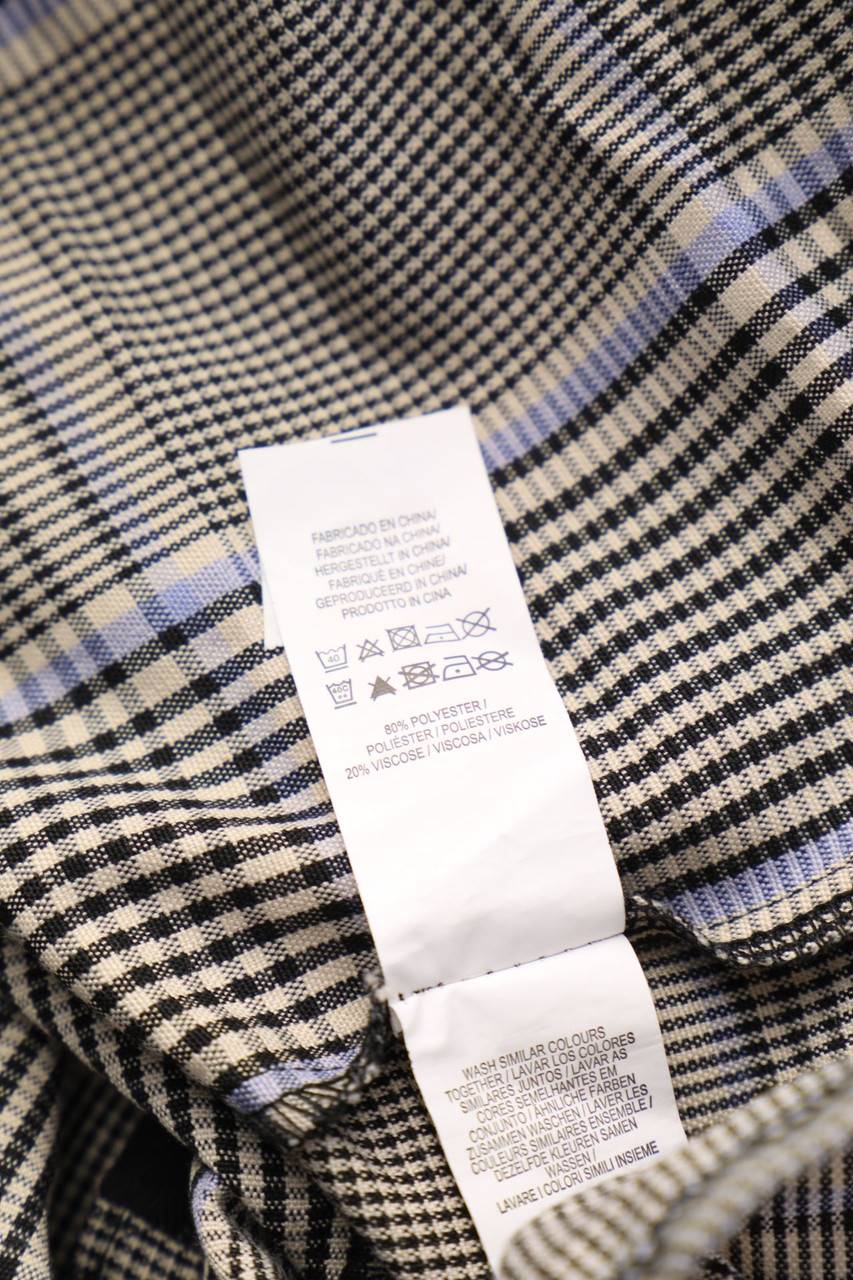 FABRICADO EN CHINA/
FABRICADO NA CHINA/
HERGESTELLT IN CHINA/
FABRIQUÉ EN CHINE/
GEPRODUCEERD IN CHINA/
PRODOTTO IN CINA
40
40C
80% POLYESTER /
POLIÉSTER / POLIESTERE
20% VISCOSE / VISCOSA / VISKOSE
WASH SIMILAR COLOURS
TOGETHER / LAVAR LOS COLORES
SIMILARES JUNTOS / LAVAR AS
CORES SEMELHANTES EM
CONJUNTO / ÄHNLICHE FARBEN
ZUSAMMEN WASCHEN / LAVER LES
COULEURS SIMILAIRES ENSEMBLE /
DEZELFDE KLEUREN SAMEN
WASSEN /
LAVARE I COLORI SIMILI INSIEME